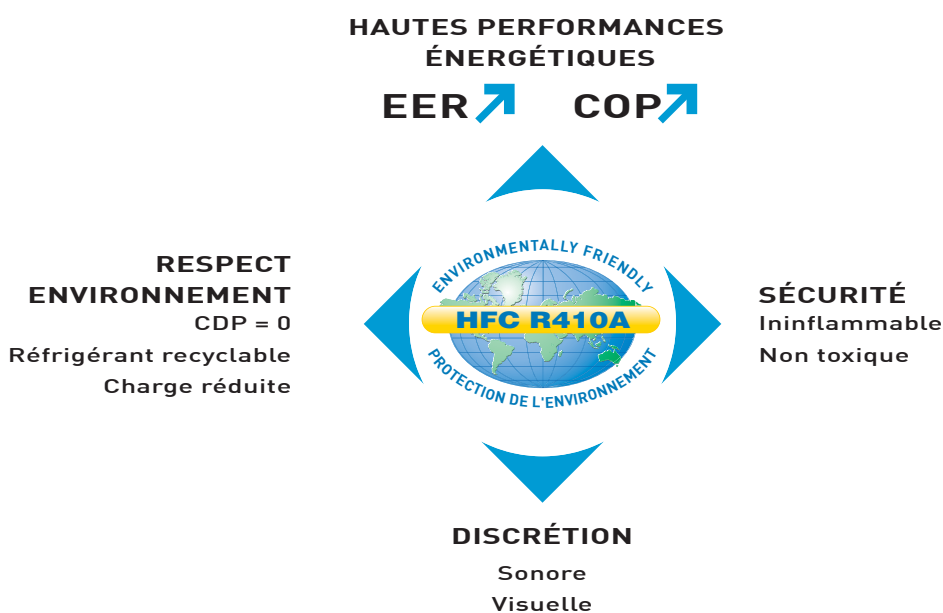 HAUTES PERFORMANCES
ÉNERGÉTIQUES
EER COP
RESPECT
ENVIRONNEMENT
CDP = 0
Réfrigérant recyclable
Charge réduite
ENVIRONMENTALLY FRIENDLY
HFC R410A
PROTECTION DE L'ENVIRONNEMENT
SÉCURITÉ
Ininflammable
Non toxique
DISCRÉTION
Sonore
Visuelle